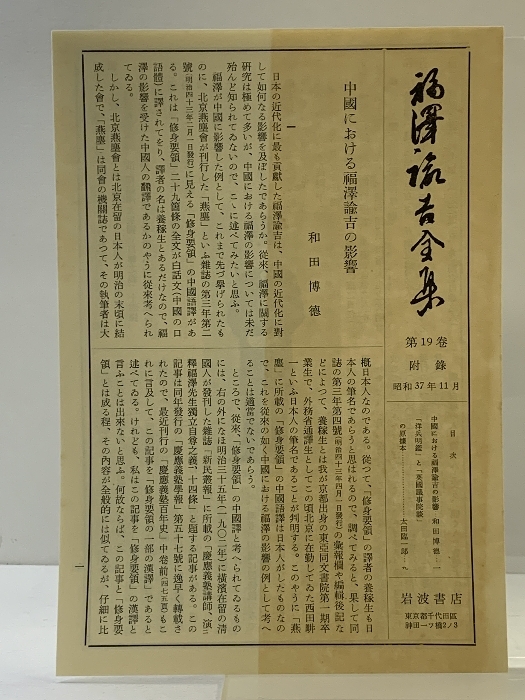 福澤諭吉全集
第19卷
附錄
昭和37年11月
目次
中國における福澤諭吉の影響 和田博德…一
「洋兵明鑑」と「英國議事院談」
の原據本………太田臨一郞…九
岩波書店
東京都千代田區
神田一ツ橋2ノ3
中國における福澤諭吉の影響
和田博德
一
日本の近代化に最も貢獻した福澤諭吉は、中國の近代化に對
して如何なる影響を及ぼしたであらうか。從來、福澤に關する
硏究は極めて多いが、中國における福澤の影響については未だ
殆んど知られてゐないので、こゝに述べてみたいと思ふ。
福澤が中國に影響した例として、これまで先づ擧げられたも
のに、北京燕塵會が刊行した「燕塵」といふ雜誌の第三年第二
號(明治四十三年二月一日發行)に見える「修身要領」の中國語譯があ
る。これは「修身要領」二十九箇條の全文が白話文(中國の口
語體)に譯されてをり、譯者の名は養稼生とあるだけなので、福
澤の影響を受けた中國人の飜譯であるかのやうに從來考へられ
てゐる。
しかし、北京燕塵會とは北京在留の日本人が明治の末頃に結
成した會で、「燕塵」は同會の機關誌であつて、その執筆者は大
槪日本人なのである。從つて、「修身要領」の譯者の養稼生も日
本人の筆名であらうと思はれるので、調べてみると、果して同
誌の第三年第四號(明治四十三年四月一日發行)の彙報欄や編輯後記な
どによつて、養稼生とは我が京都出身の東亞同文書院第一期卒
業生で、外務省通譯生としてこの頃北京に在勤してゐた西田畊
一といふ日本人の筆名であることが判明する。このやうに「燕
塵」に所載の「修身要領」の中國語譯は日本人がしたものなの
で、これを從來の如く中國における福澤の影響の例として考へ
ることは適當でないであらう。
ところで、從來、「修身要領」の中國譯と考へられてゐるもの
には、右の外になほ明治三十五年(一九〇二年)に橫濱在留の淸
國人が發刊した雜誌「新民叢報」に所載の「慶應義塾講師、演
釋福澤先生獨立自尊之義、十四條」と題する記事がある。この
記事は同年發行の「慶應義塾學報」第五十七號に逸早く轉載さ
れたので、最近刊行の「慶應義塾百年史」中卷前(四七五頁)もこ
れに言及して、この記事を「修身要領の一部の漢譯」であると
述べてゐる。けれども、私はこの記事を「修身要領」の漢譯と
言ふことは出來ないと思ふ。何故ならば、この記事と「修身要
領」とは成る程、その內容が全般的には似てゐるが、仔細に比
一